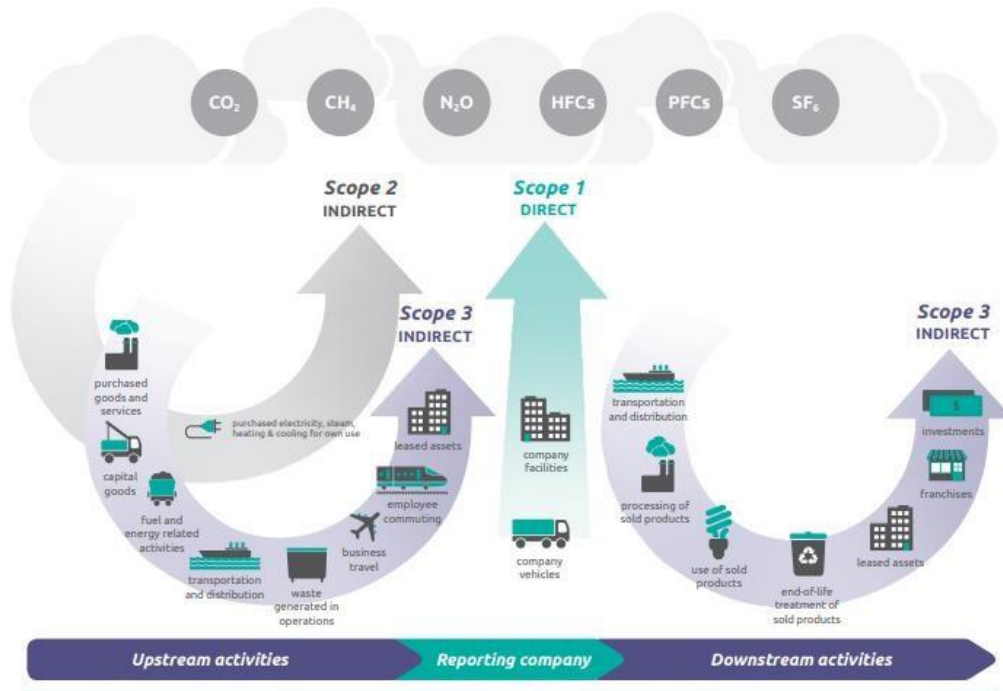 CO₂
CH₄
N₂O
HFCs
PFCs
SF₆
Scope 2
INDIRECT
Scope 1
DIRECT
Scope 3
INDIRECT
Scope 3
INDIRECT
purchased
goods and
services
capital
goods
fuel and
energy related
activities
transportation
and distribution
waste
generated in
operations
business
travel
employee
commuting
leased assets
purchased electricity, steam,
heating & cooling for own use
company
facilities
company
vehicles
transportation
and distribution
processing of
sold products
use of sold
products
end-of-life
treatment of
sold products
leased assets
franchises
investments
$
Upstream activities
Reporting company
Downstream activities